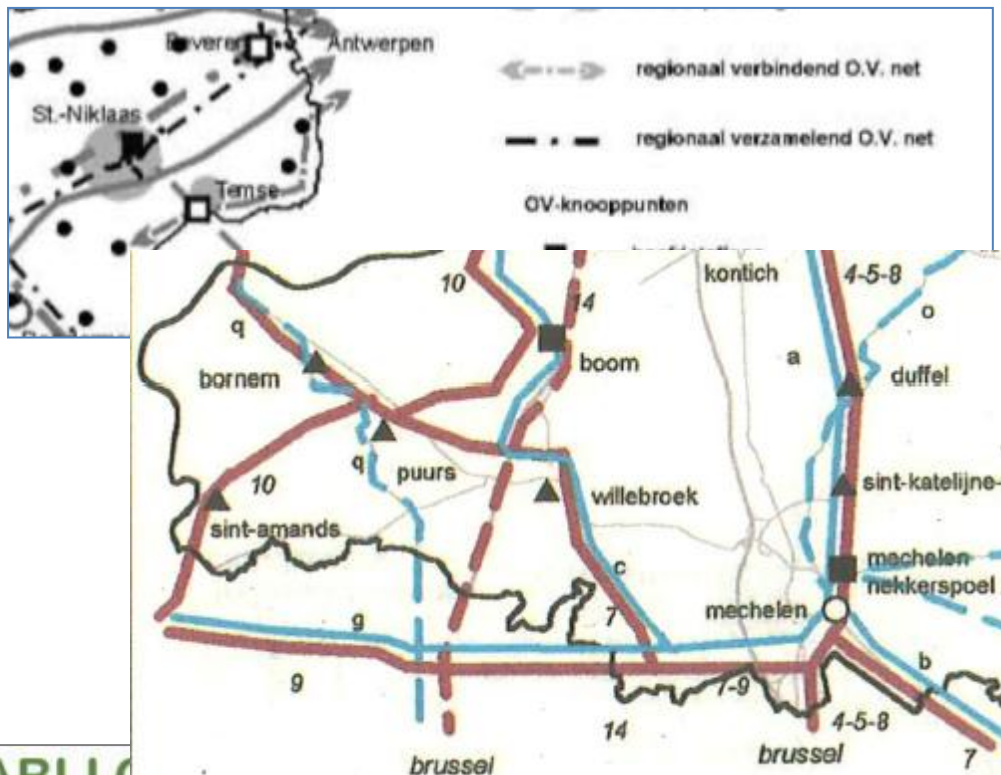 Beveren
Antwerpen
regionaal verbindend O.V. net
St.-Niklaas
regionaal verzamelend O.V. net
Temse
OV-knooppunten
kontich
4-5-8
10
14
o
q
boom
a
duffel
bornem
q
puurs
10
willebroek
sint-katelijne-
sint-amands
mechelen
nekkerspoel
c
mechelen
7
g
b
9
7-9
14
4-5-8
brussel
brussel
7